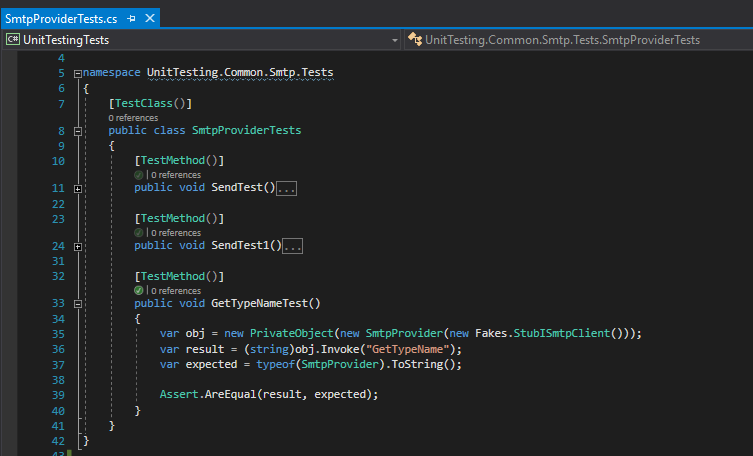 SmtpProviderTests.cs
UnitTestingTests UnitTesting.Common.Smtp.Tests.SmtpProviderTests
4
5 namespace UnitTesting.Common.Smtp.Tests
6 {
7 [TestClass()]
0 references
8 public class SmtpProviderTests
9 {
10 [TestMethod()]
| 0 references
11 public void SendTest()...
22
23 [TestMethod()]
| 0 references
24 public void SendTest1()...
31
32 [TestMethod()]
| 0 references
33 public void GetTypeNameTest()
34 {
35 var obj = new PrivateObject(new SmtpProvider(new Fakes.StubISmtpClient()));
36 var result = (string)obj.Invoke("GetTypeName");
37 var expected = typeof(SmtpProvider).ToString();
38
39 Assert.AreEqual(result, expected);
40 }
41 }
42 }
43